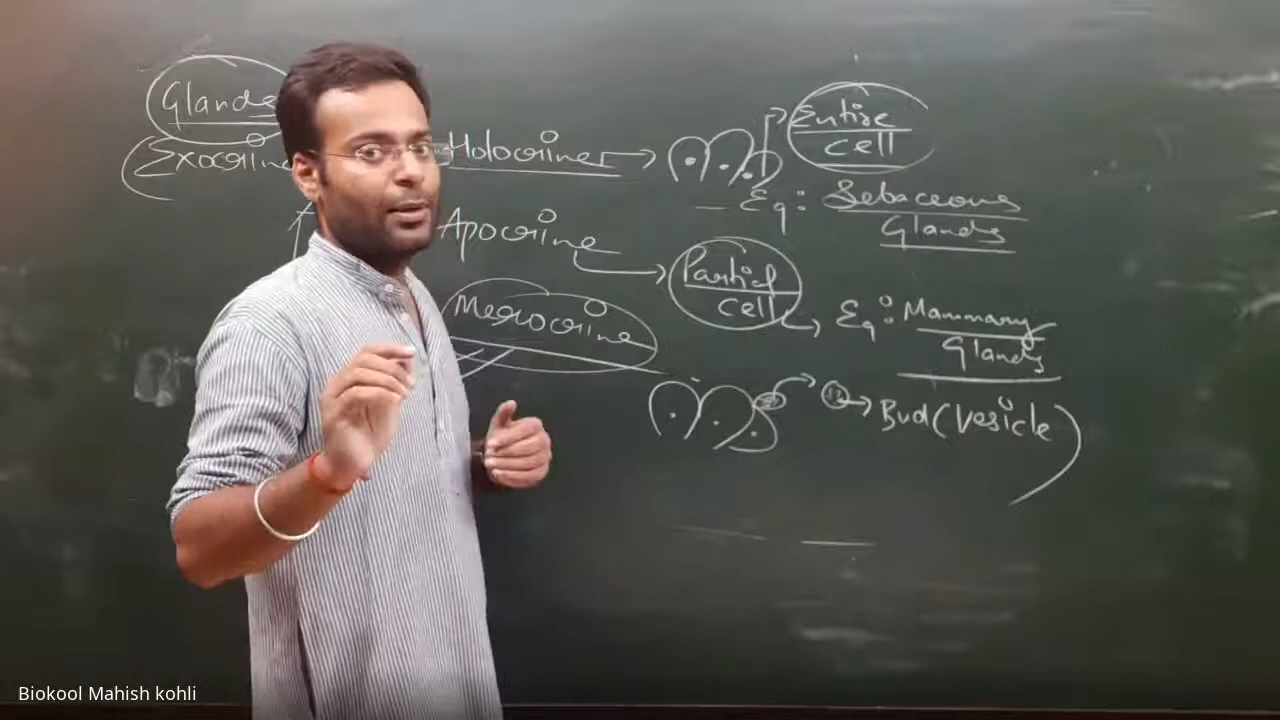 Glands
Exocrine
Holocrine
Entire
cell
Eg: Sebaceous
Glands
Apocrine
Partial
cell
Eg: Mammary
Glands
Merocrine
Bud (Vesicle)
Biokool Mahish kohli